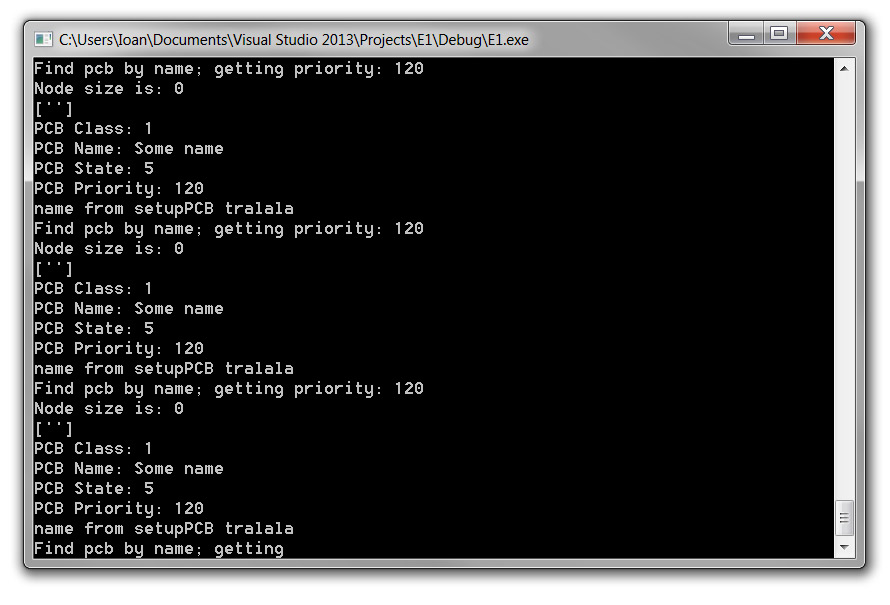 C:\Users\Ioan\Documents\Visual Studio 2013\Projects\E1\Debug\E1.exe
Find pcb by name; getting priority: 120
Node size is: 0
['']
PCB Class: 1
PCB Name: Some name
PCB State: 5
PCB Priority: 120
name from setupPCB tralala
Find pcb by name; getting priority: 120
Node size is: 0
['']
PCB Class: 1
PCB Name: Some name
PCB State: 5
PCB Priority: 120
name from setupPCB tralala
Find pcb by name; getting priority: 120
Node size is: 0
['']
PCB Class: 1
PCB Name: Some name
PCB State: 5
PCB Priority: 120
name from setupPCB tralala
Find pcb by name; getting